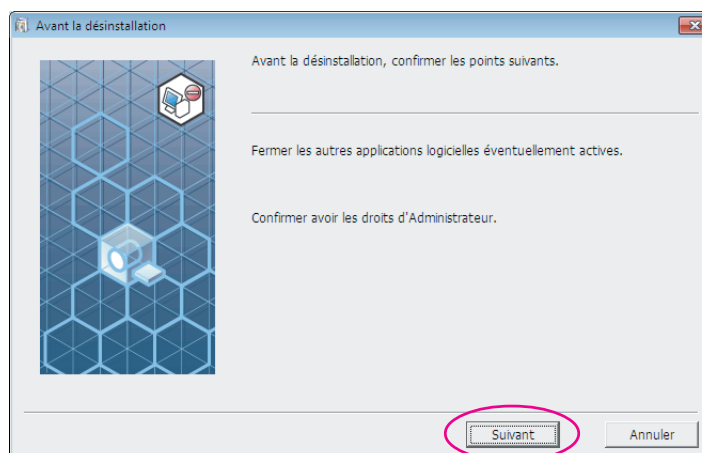 Avant la désinstallation
Avant la désinstallation, confirmer les points suivants.
Fermer les autres applications logicielles éventuellement actives.
Confirmer avoir les droits d'Administrateur.
Suivant
Annuler